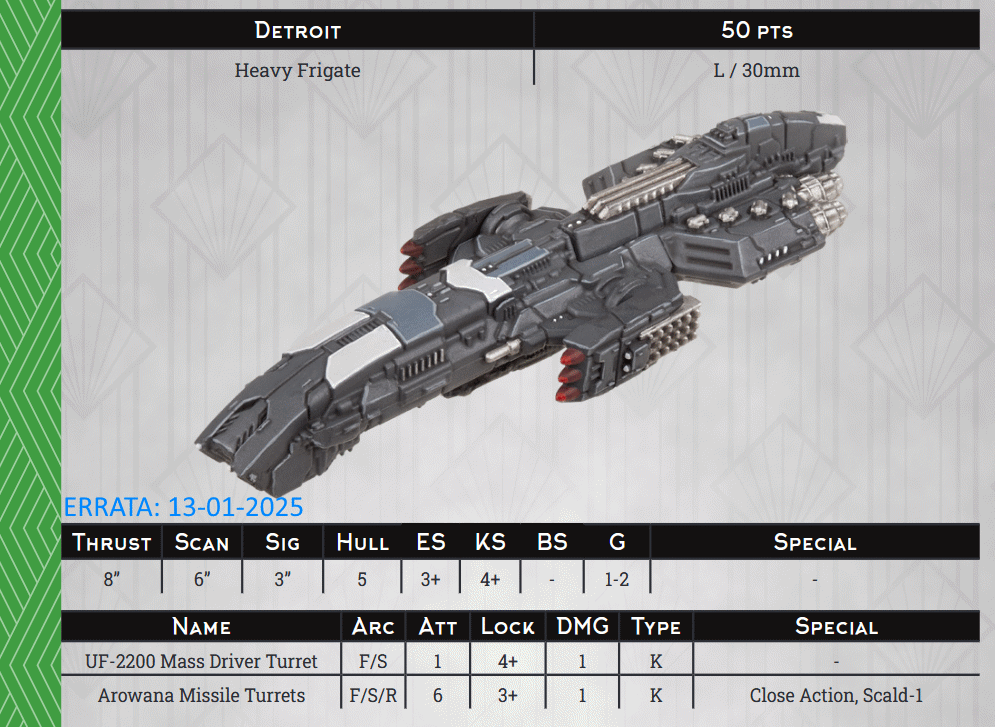 DETROIT 50 PTS
Heavy Frigate L / 30mm
ERRATA: 13-01-2025
THRUST SCAN SIG HULL ES KS BS G SPECIAL
8” 6” 3” 5 3+ 4+ - 1-2 -
NAME ARC ATT LOCK DMG TYPE SPECIAL
UF-2200 Mass Driver Turret F/S 1 4+ 1 K -
Arowana Missile Turrets F/S/R 6 3+ 1 K Close Action, Scald-1